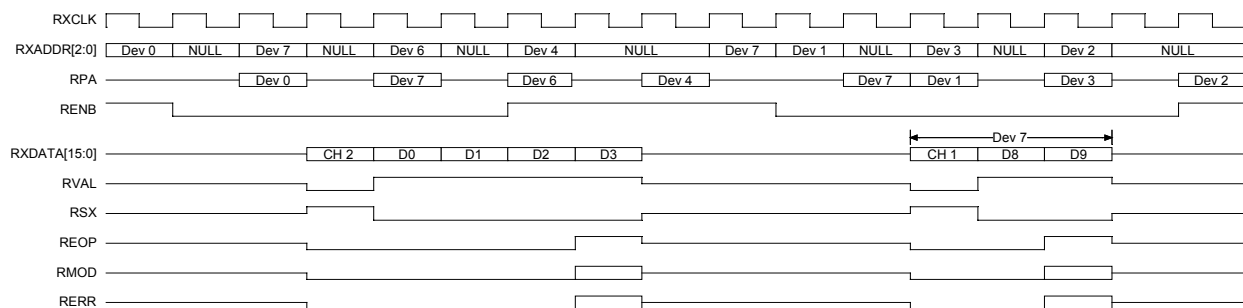 RXCLK
RXADDR[2:0] Dev 0 NULL Dev 7 NULL Dev 6 NULL Dev 4 NULL Dev 7 Dev 1 NULL Dev 3 NULL Dev 2 NULL
RPA Dev 0 Dev 7 Dev 6 Dev 4 Dev 7 Dev 1 Dev 3 Dev 2
RENB
Dev 7
RXDATA[15:0] CH 2 D0 D1 D2 D3 CH 1 D8 D9
RVAL
RSX
REOP
RMOD
RERR